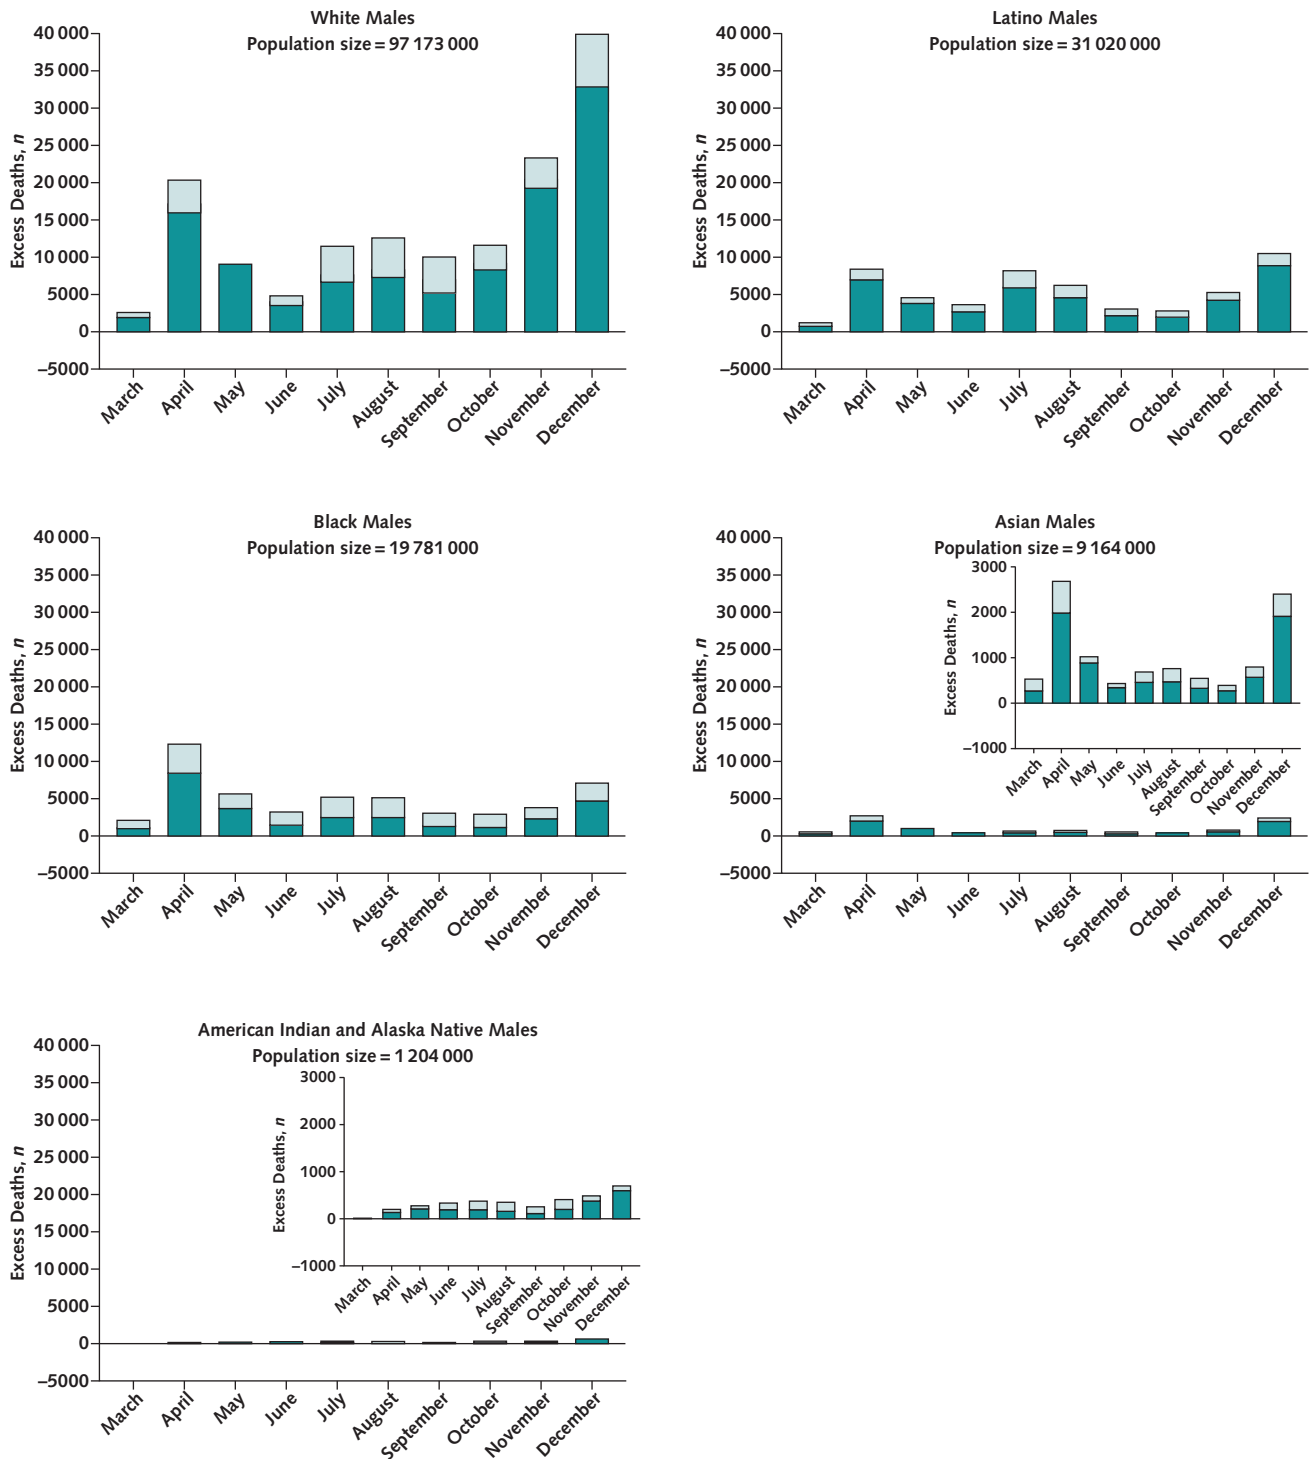 White Males
Population size = 97 173 000
40 000
35 000
30 000
25 000
20 000
15 000
10 000
5000
0
–5000
Excess Deaths, n
March
April
May
June
July
August
September
October
November
December
Latino Males
Population size = 31 020 000
40 000
35 000
30 000
25 000
20 000
15 000
10 000
5000
0
–5000
Excess Deaths, n
March
April
May
June
July
August
September
October
November
December
Black Males
Population size = 19 781 000
40 000
35 000
30 000
25 000
20 000
15 000
10 000
5000
0
–5000
Excess Deaths, n
March
April
May
June
July
August
September
October
November
December
Asian Males
Population size = 9 164 000
40 000
35 000
30 000
25 000
20 000
15 000
10 000
5000
0
–5000
Excess Deaths, n
3000
2000
1000
0
–1000
Excess Deaths, n
March
April
May
June
July
August
September
October
November
December
March
April
May
June
July
August
September
October
November
December
American Indian and Alaska Native Males
Population size = 1 204 000
40 000
35 000
30 000
25 000
20 000
15 000
10 000
5000
0
–5000
Excess Deaths, n
3000
2000
1000
0
–1000
Excess Deaths, n
March
April
May
June
July
August
September
October
November
December
March
April
May
June
July
August
September
October
November
December